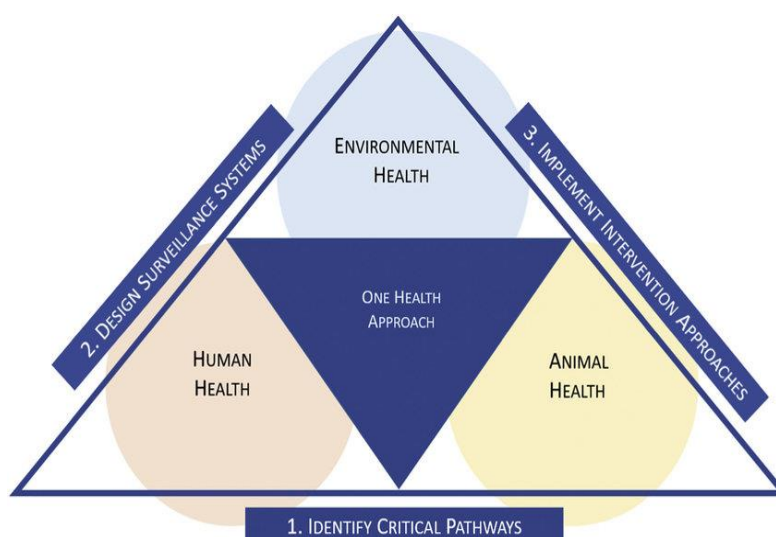 ENVIRONMENTAL
HEALTH
2. DESIGN SURVEILLANCE SYSTEMS
3. IMPLEMENT INTERVENTION APPROACHES
ONE HEALTH
APPROACH
HUMAN
HEALTH
ANIMAL
HEALTH
1. IDENTIFY CRITICAL PATHWAYS